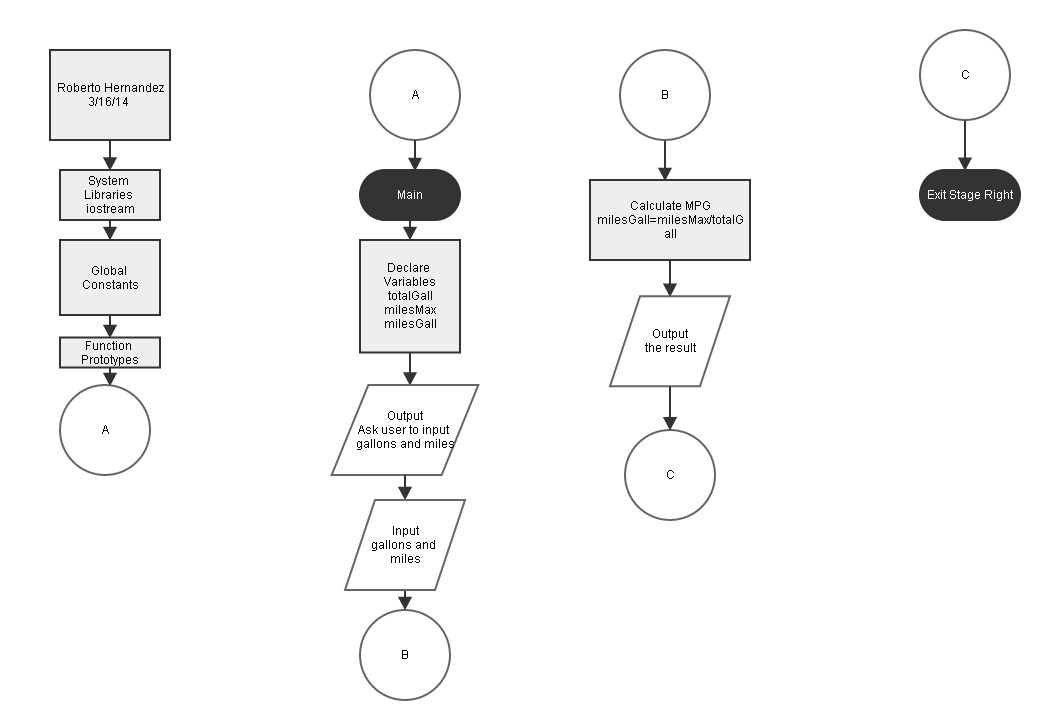 Roberto Hernandez
3/16/14
System
Libraries
iostream
Global
Constants
Function
Prototypes
A
A
Main
Declare
Variables
totalGall
milesMax
milesGall
Output
Ask user to input
gallons and miles
Input
gallons and
miles
B
B
Calculate MPG
milesGall=milesMax/totalG
all
Output
the result
C
C
Exit Stage Right